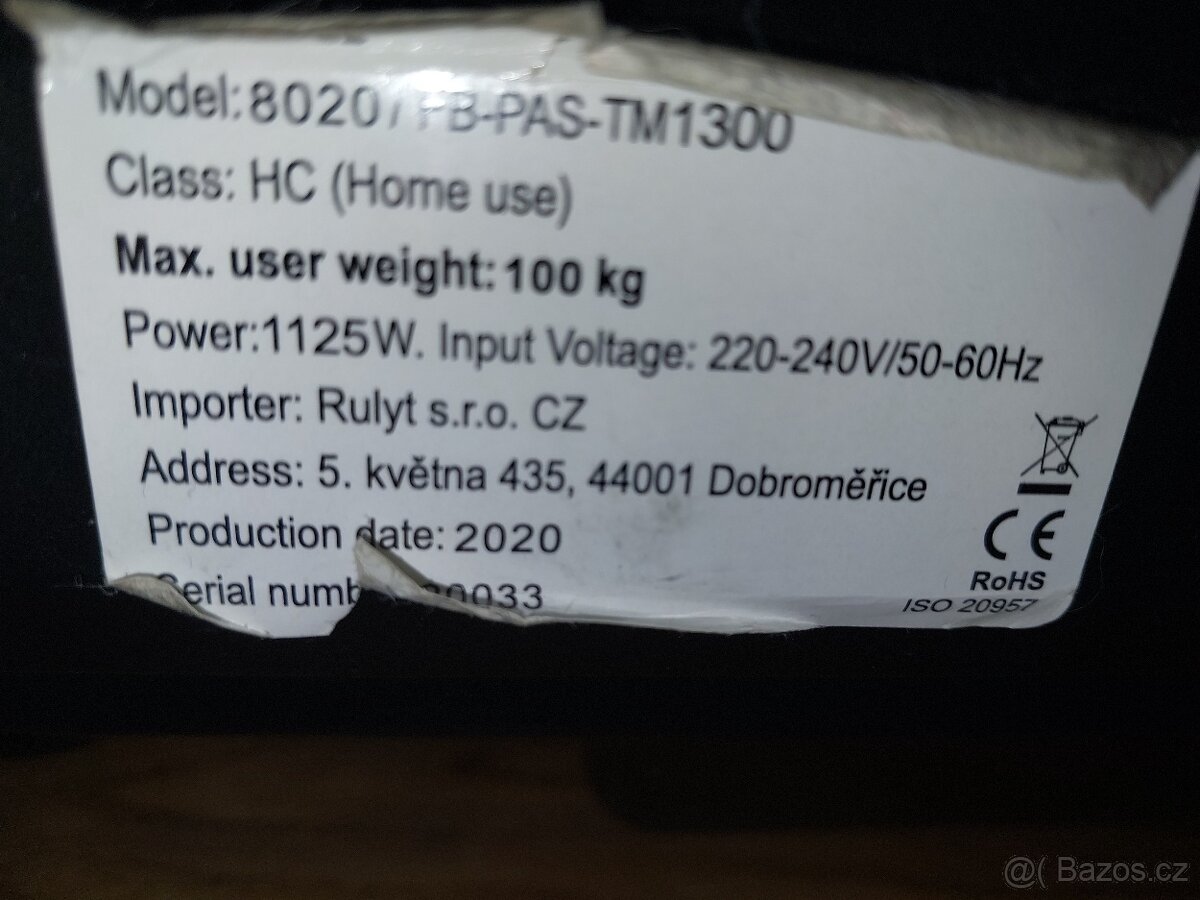 Model: 8020/ PB-PAS-TM1300
Class: HC (Home use)
Max. user weight: 100 kg
Power:1125W. Input Voltage: 220-240V/50-60Hz
Importer: Rulyt s.r.o. CZ
Address: 5. května 435, 44001 Dobroměřice
Production date: 2020
CE
RoHS
ISO 20957
@( Bazos.cz